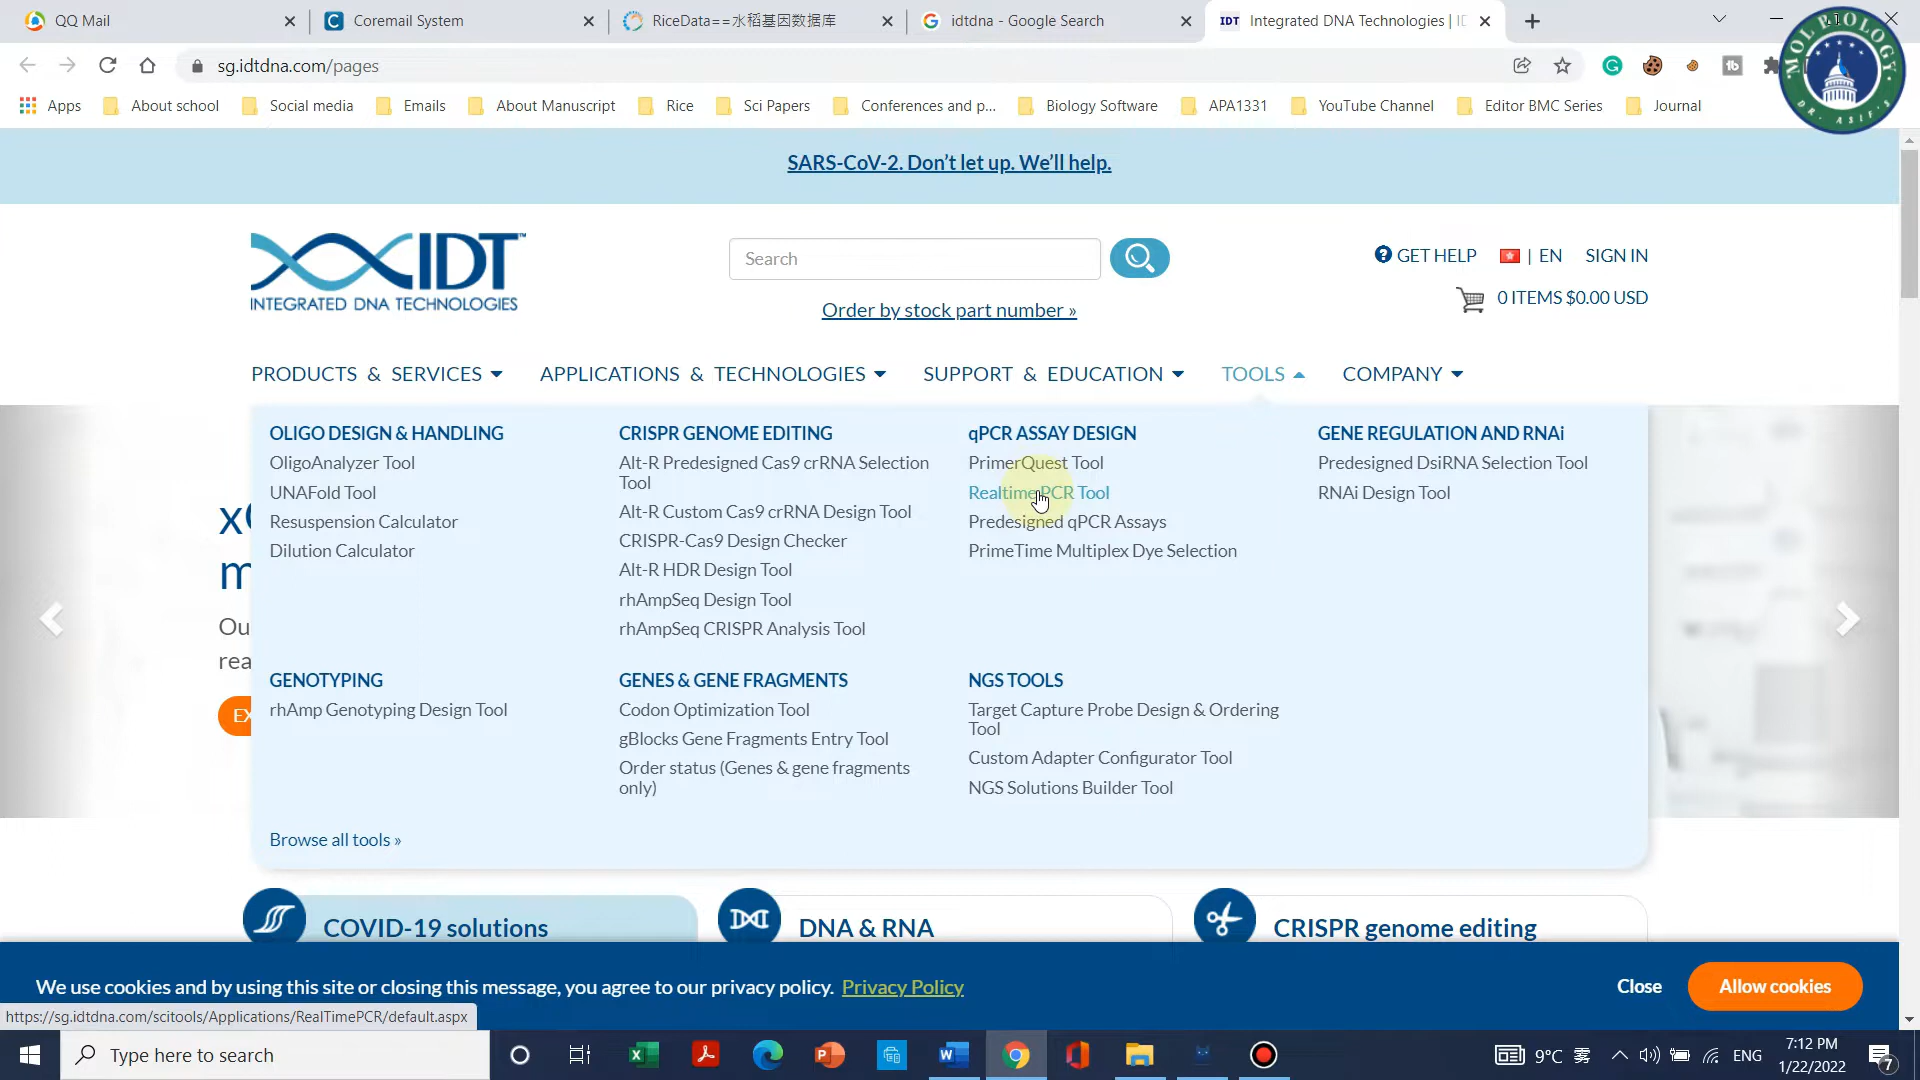 QQ Mail
Coremail System
RiceData==水稻基因数据库
idtdna - Google Search
IDT Integrated DNA Technologies | ID
sg.idtdna.com/pages
Apps About school Social media Emails About Manuscript Rice Sci Papers Conferences and p... Biology Software APA1331 YouTube Channel Editor BMC Series Journal
MOL BIOLOGY
DR. ASIF'S
SARS-CoV-2. Don't let up. We'll help.
IDT™
INTEGRATED DNA TECHNOLOGIES
Search
Order by stock part number »
GET HELP | EN SIGN IN
0 ITEMS $0.00 USD
PRODUCTS & SERVICES APPLICATIONS & TECHNOLOGIES SUPPORT & EDUCATION TOOLS COMPANY
OLIGO DESIGN & HANDLING
OligoAnalyzer Tool
UNAFold Tool
Resuspension Calculator
Dilution Calculator
CRISPR GENOME EDITING
Alt-R Predesigned Cas9 crRNA Selection
Tool
Alt-R Custom Cas9 crRNA Design Tool
CRISPR-Cas9 Design Checker
Alt-R HDR Design Tool
rhAmpSeq Design Tool
rhAmpSeq CRISPR Analysis Tool
qPCR ASSAY DESIGN
PrimerQuest Tool
Realtime PCR Tool
Predesigned qPCR Assays
PrimeTime Multiplex Dye Selection
GENE REGULATION AND RNAi
Predesigned DsiRNA Selection Tool
RNAi Design Tool
GENOTYPING
rhAmp Genotyping Design Tool
GENES & GENE FRAGMENTS
Codon Optimization Tool
gBlocks Gene Fragments Entry Tool
Order status (Genes & gene fragments
only)
NGS TOOLS
Target Capture Probe Design & Ordering
Tool
Custom Adapter Configurator Tool
NGS Solutions Builder Tool
Browse all tools »
Ou
rea
EX
COVID-19 solutions
DNA & RNA
CRISPR genome editing
We use cookies and by using this site or closing this message, you agree to our privacy policy. Privacy Policy
Close
Allow cookies
https://sg.idtdna.com/scitools/Applications/RealTimePCR/default.aspx
Type here to search
9°C 雾
ENG
7:12 PM
1/22/2022
7